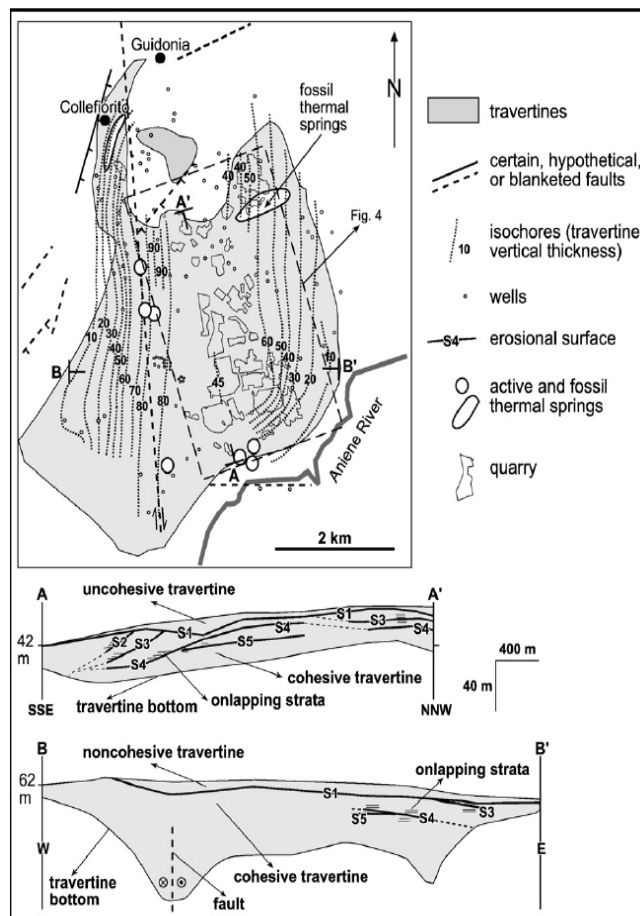 Guidonia
Collefiorito
fossil
thermal
springs
N
travertines
certain, hypothetical,
or blanketed faults
Fig. 4
isochores (travertine
vertical thickness)
10
wells
S4 erosional surface
active and fossil
thermal springs
quarry
A'
40
40
50
90
90
10
20
30
40
50
60
70
80
80
B
B'
60
50
40
30
20
10
45
A
Aniene River
2 km
A
A'
uncohesive travertine
S1
S2
S3
S1
S4
S3
S4
S5
S4
42
m
cohesive travertine
onlapping strata
travertine bottom
SSE
NNW
400 m
40 m
B
B'
noncohesive travertine
onlapping strata
62
m
S1
S3
S5
S4
W
E
travertine
bottom
fault
cohesive travertine